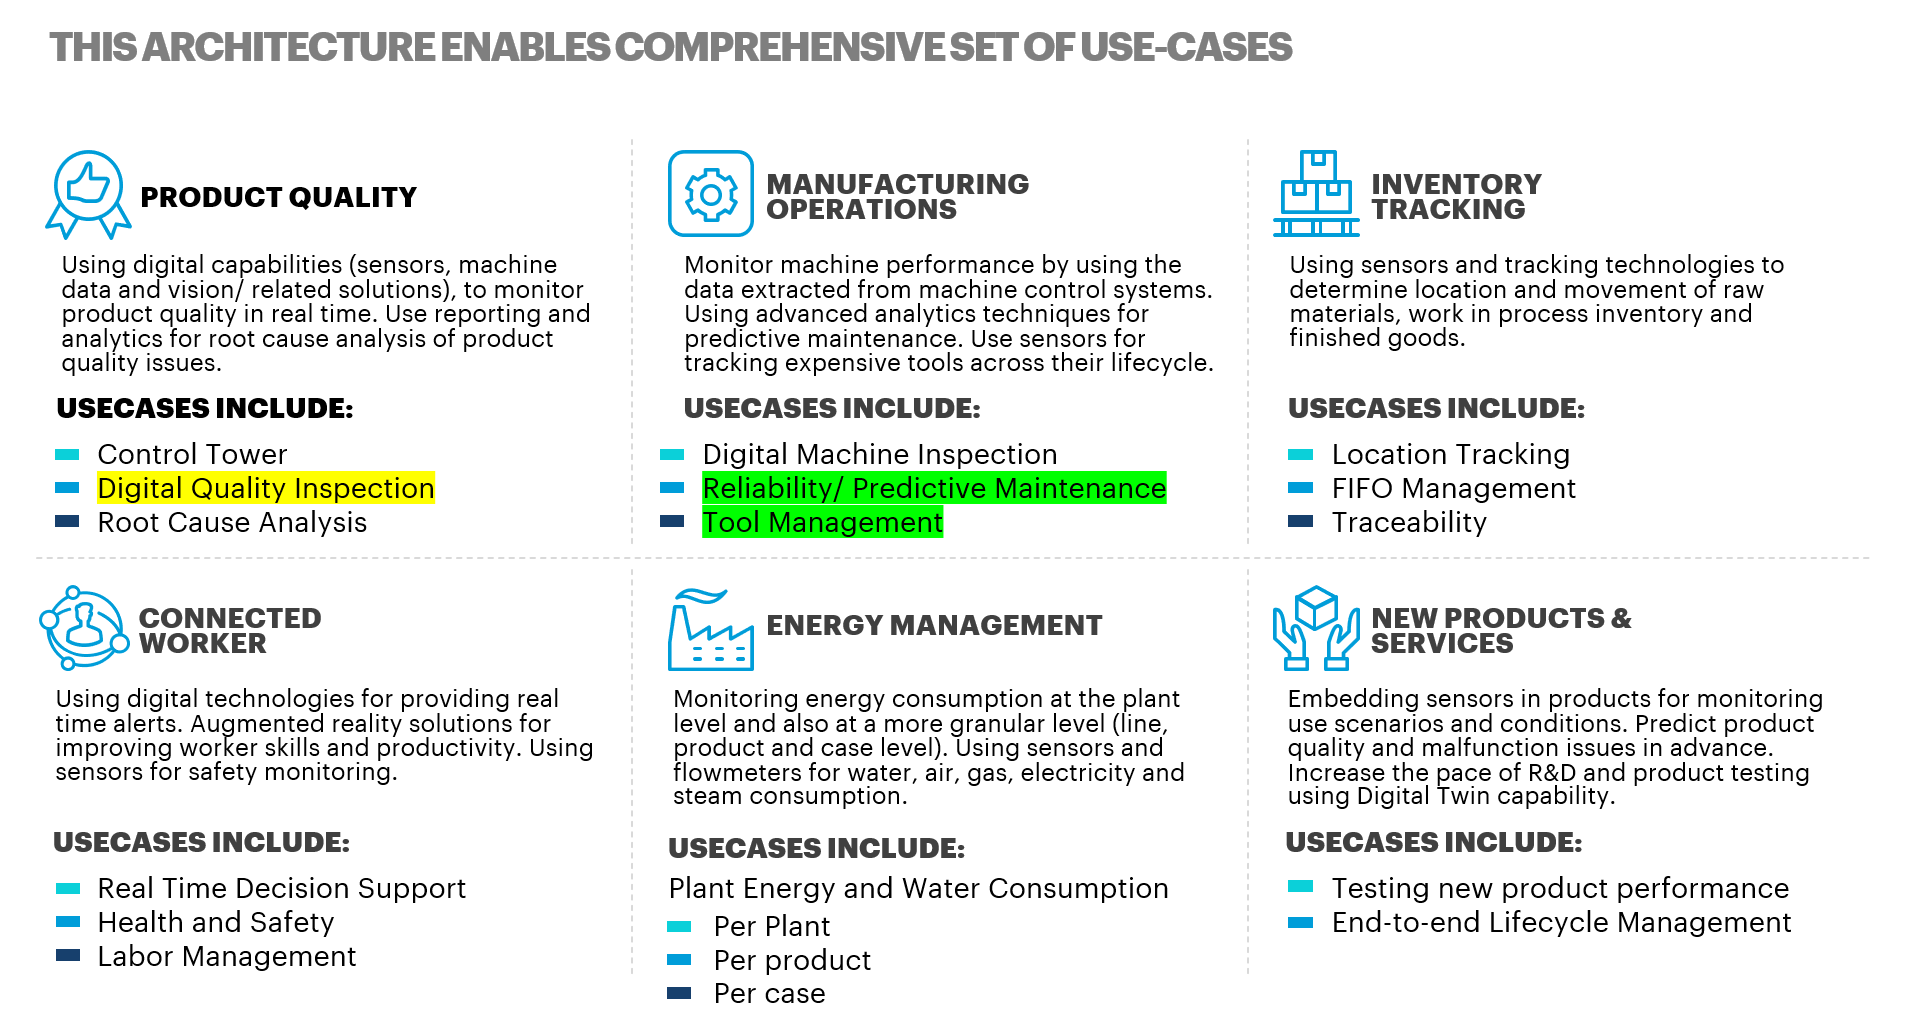 THIS ARCHITECTURE ENABLES COMPREHENSIVE SET OF USE-CASES
PRODUCT QUALITY
Using digital capabilities (sensors, machine
data and vision/ related solutions), to monitor
product quality in real time. Use reporting and
analytics for root cause analysis of product
quality issues.
USECASES INCLUDE:
Control Tower
Digital Quality Inspection
Root Cause Analysis
MANUFACTURING
OPERATIONS
Monitor machine performance by using the
data extracted from machine control systems.
Using advanced analytics techniques for
predictive maintenance. Use sensors for
tracking expensive tools across their lifecycle.
USECASES INCLUDE:
Digital Machine Inspection
Reliability/ Predictive Maintenance
Tool Management
INVENTORY
TRACKING
Using sensors and tracking technologies to
determine location and movement of raw
materials, work in process inventory and
finished goods.
USECASES INCLUDE:
Location Tracking
FIFO Management
Traceability
CONNECTED
WORKER
Using digital technologies for providing real
time alerts. Augmented reality solutions for
improving worker skills and productivity. Using
sensors for safety monitoring.
USECASES INCLUDE:
Real Time Decision Support
Health and Safety
Labor Management
ENERGY MANAGEMENT
Monitoring energy consumption at the plant
level and also at a more granular level (line,
product and case level). Using sensors and
flowmeters for water, air, gas, electricity and
steam consumption.
USECASES INCLUDE:
Plant Energy and Water Consumption
Per Plant
Per product
Per case
NEW PRODUCTS &
SERVICES
Embedding sensors in products for monitoring
use scenarios and conditions. Predict product
quality and malfunction issues in advance.
Increase the pace of R&D and product testing
using Digital Twin capability.
USECASES INCLUDE:
Testing new product performance
End-to-end Lifecycle Management